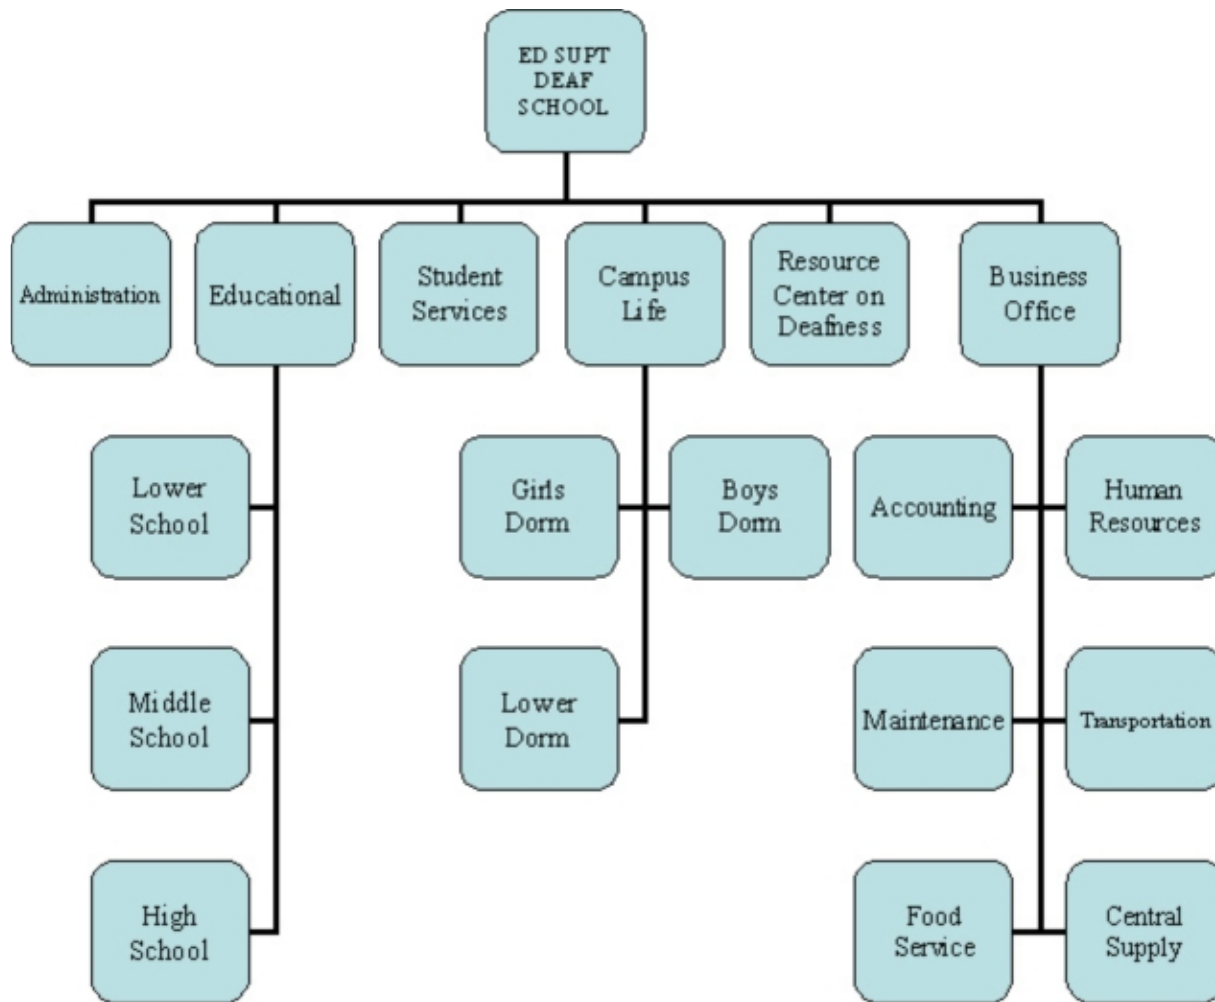 ED SUPT
DEAF
SCHOOL
Administration
Educational
Student
Services
Campus
Life
Resource
Center on
Deafness
Business
Office
Lower
School
Girls
Dorm
Boys
Dorm
Accounting
Human
Resources
Middle
School
Lower
Dorm
Maintenance
Transportation
High
School
Food
Service
Central
Supply